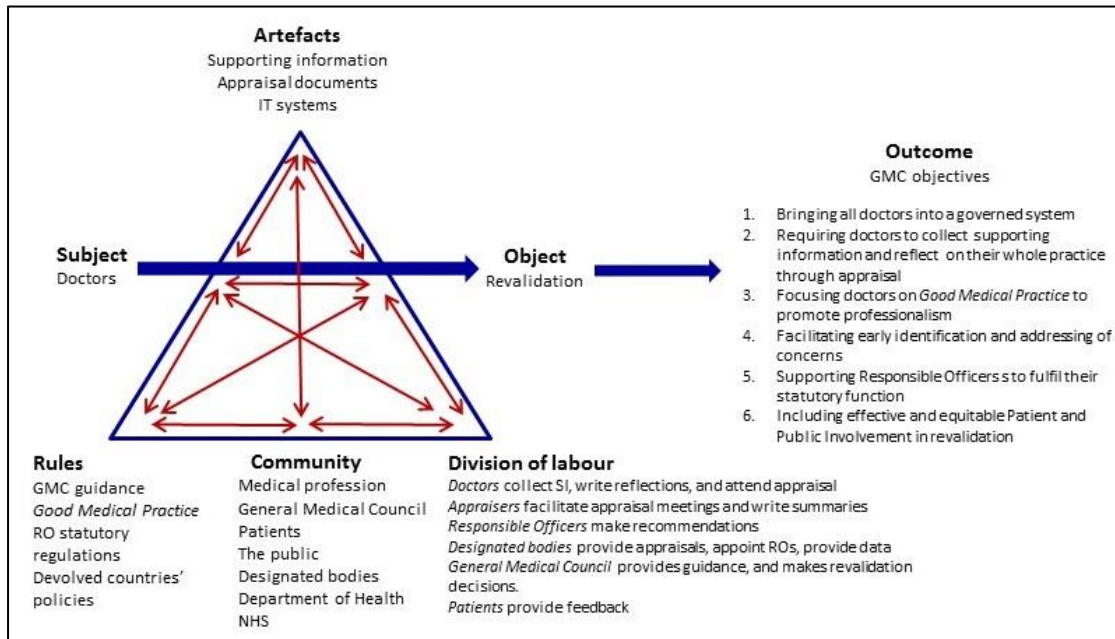 Artefacts
Supporting information
Appraisal documents
IT systems
Subject
Doctors
Object
Revalidation
Outcome
GMC objectives
1. Bringing all doctors into a governed system
2. Requiring doctors to collect supporting
information and reflect on their whole practice
through appraisal
3. Focusing doctors on Good Medical Practice to
promote professionalism
4. Facilitating early identification and addressing of
concerns
5. Supporting Responsible Officers s to fulfil their
statutory function
6. Including effective and equitable Patient and
Public Involvement in revalidation
Rules
GMC guidance
Good Medical Practice
RO statutory
regulations
Devolved countries’
policies
Community
Medical profession
General Medical Council
Patients
The public
Designated bodies
Department of Health
NHS
Division of labour
Doctors collect SI, write reflections, and attend appraisal
Appraisers facilitate appraisal meetings and write summaries
Responsible Officers make recommendations
Designated bodies provide appraisals, appoint ROs, provide data
General Medical Council provides guidance, and makes revalidation
decisions.
Patients provide feedback